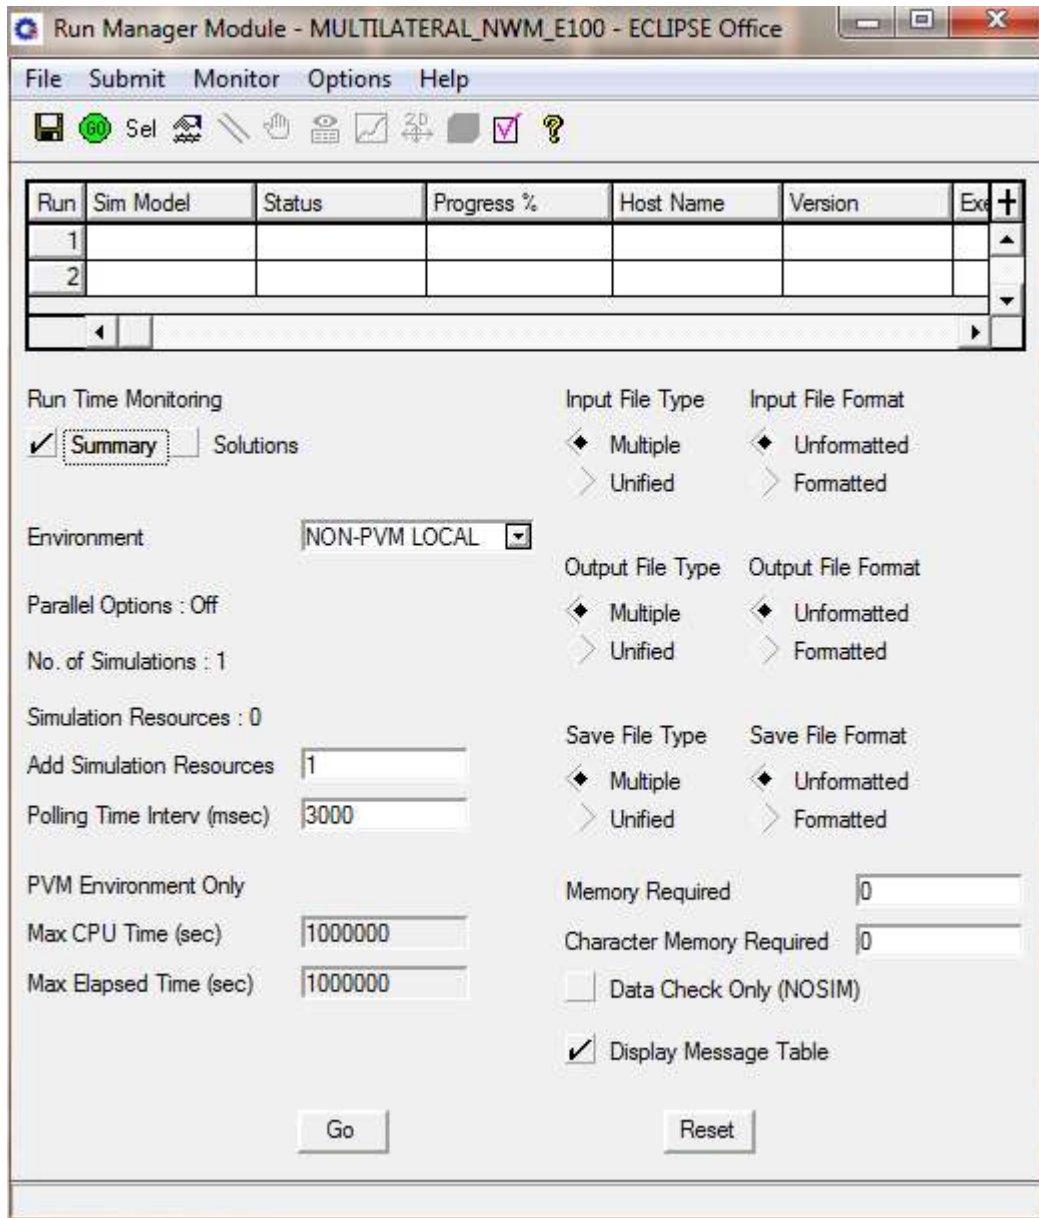 Run Manager Module - MULTILATERAL_NWM_E100 - ECLIPSE Office
File Submit Monitor Options Help
GO Sel 2D ?
Run Sim Model Status Progress % Host Name Version Exe +
1
2
Run Time Monitoring
Summary Solutions
Environment NON-PVM LOCAL
Parallel Options : Off
No. of Simulations : 1
Simulation Resources : 0
Add Simulation Resources 1
Polling Time Interv (msec) 3000
PVM Environment Only
Max CPU Time (sec) 1000000
Max Elapsed Time (sec) 1000000
Input File Type Input File Format
Multiple Unformatted
Unified Formatted
Output File Type Output File Format
Multiple Unformatted
Unified Formatted
Save File Type Save File Format
Multiple Unformatted
Unified Formatted
Memory Required 0
Character Memory Required 0
Data Check Only (NOSIM)
Display Message Table
Go Reset